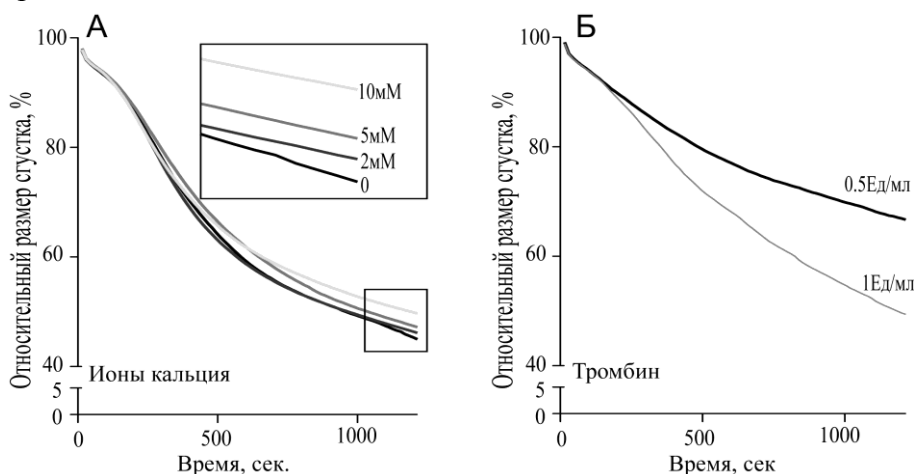 А
Относительный размер сгустка, %
100
80
60
40
5
0
10мМ
5мМ
2мМ
0
Ионы кальция
0
500
1000
Время, сек.
Б
Относительный размер сгустка, %
100
80
60
40
5
0
0.5Ед/мл
1Ед/мл
Тромбин
0
500
1000
Время, сек